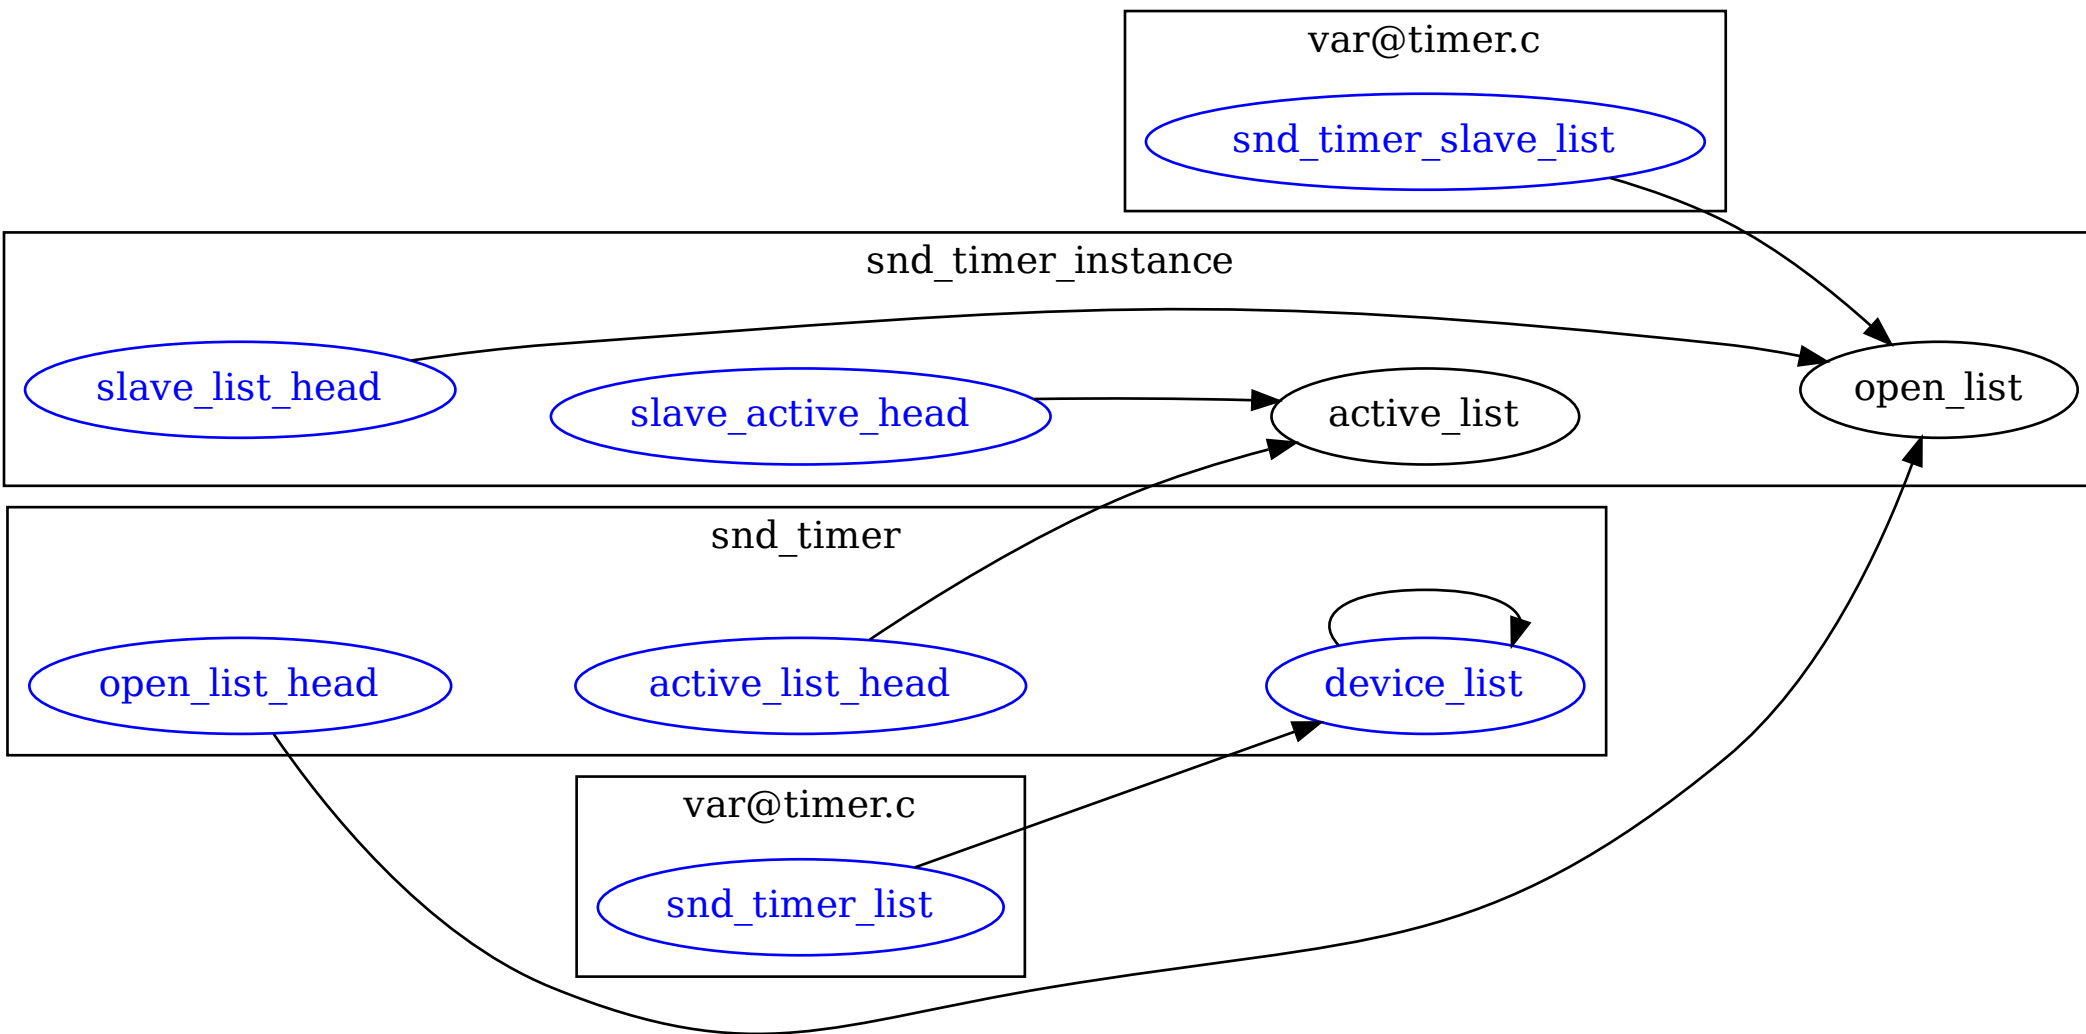 var@timer.c
snd_timer_slave_list
snd_timer_instance
slave_list_head
slave_active_head
active_list
open_list
snd_timer
open_list_head
active_list_head
device_list
var@timer.c
snd_timer_list